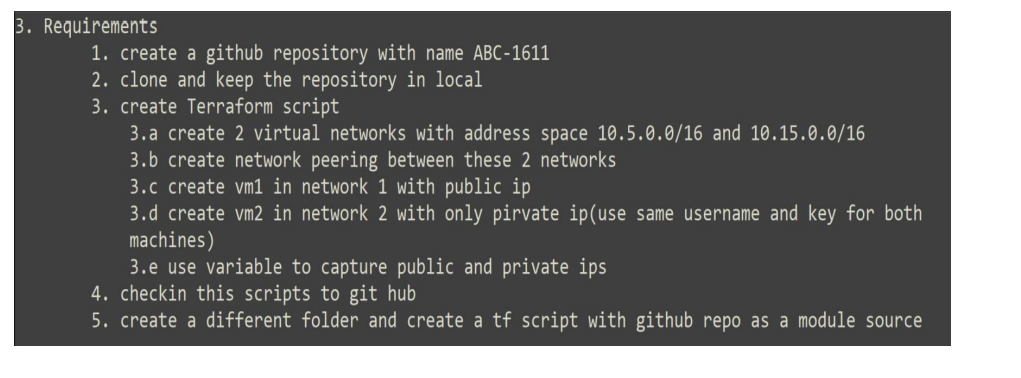 3. Requirements
1. create a github repository with name ABC-1611
2. clone and keep the repository in local
3. create Terraform script
3.a create 2 virtual networks with address space 10.5.0.0/16 and 10.15.0.0/16
3.b create network peering between these 2 networks
3.c create vm1 in network 1 with public ip
3.d create vm2 in network 2 with only pirvate ip(use same username and key for both
machines)
3.e use variable to capture public and private ips
4. checkin this scripts to git hub
5. create a different folder and create a tf script with github repo as a module source